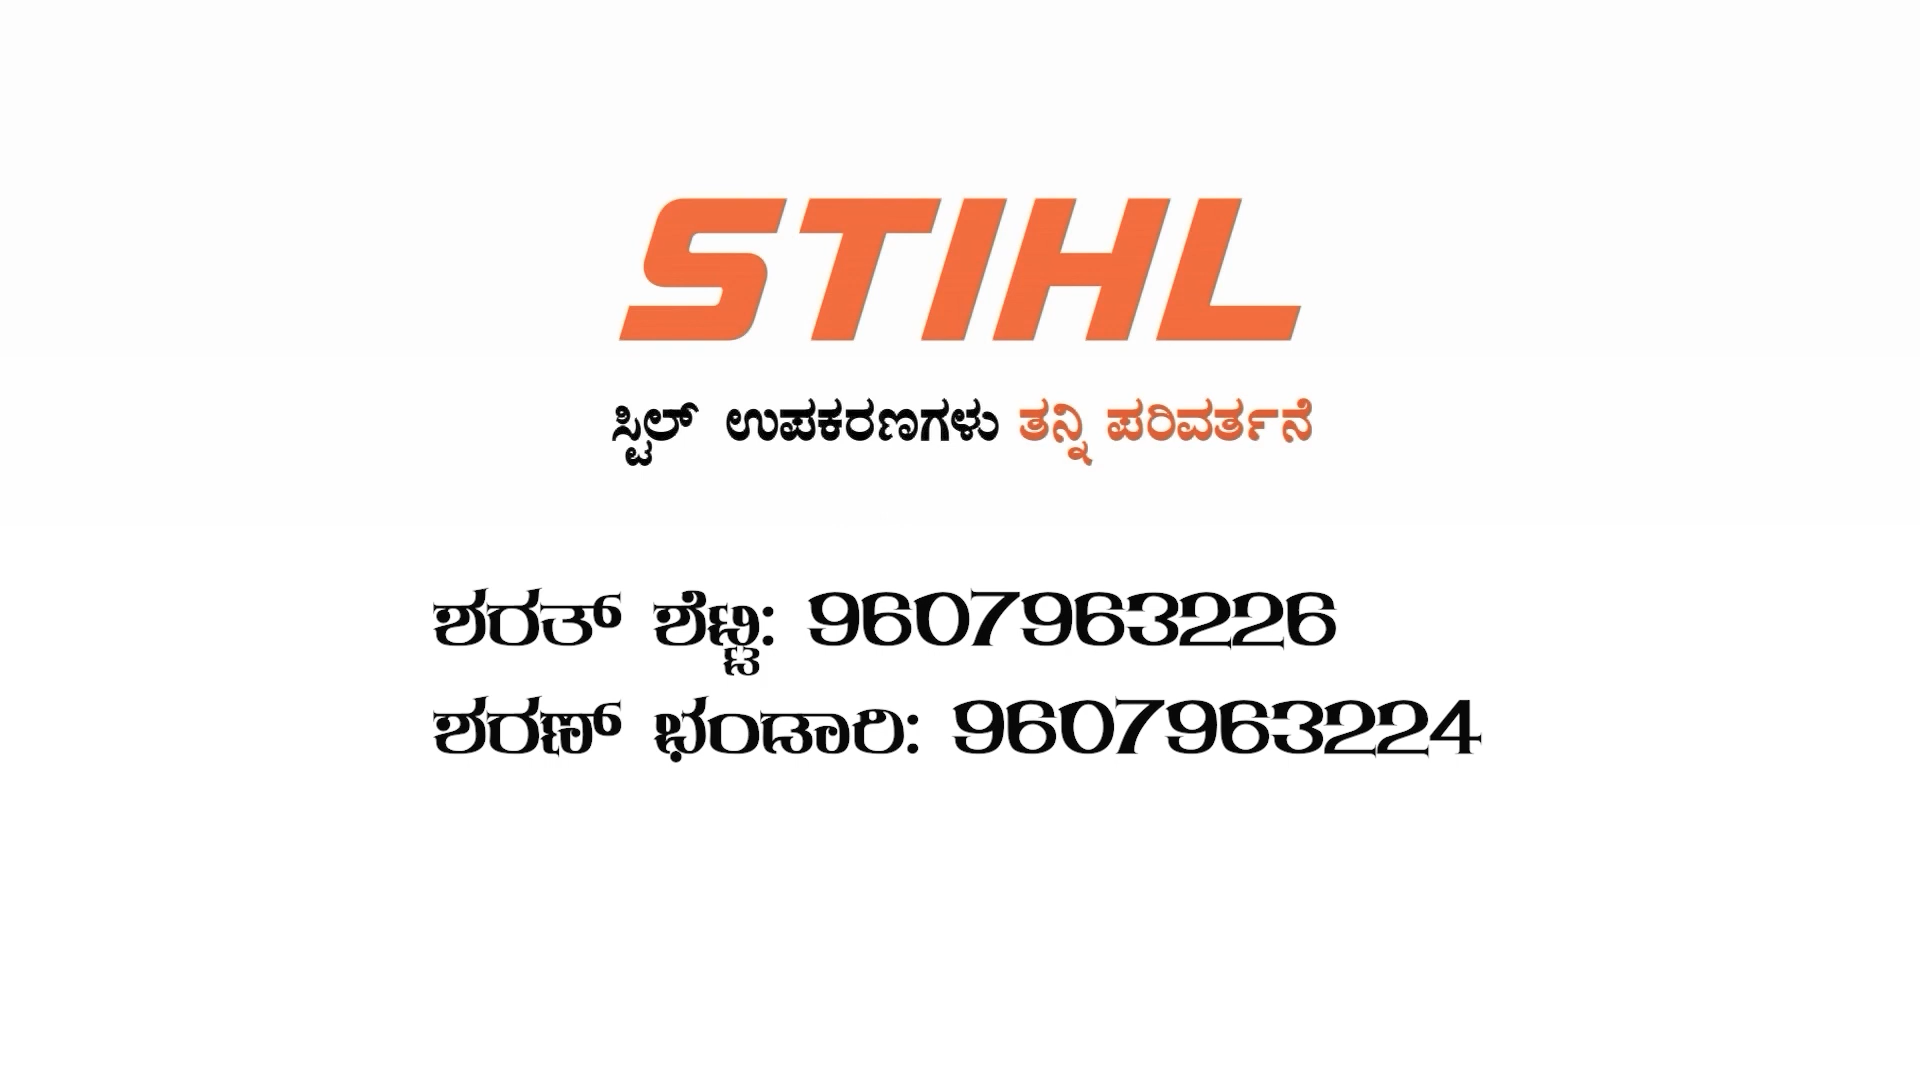 STIHL
ಸ್ಟಿಲ್ ಉಪಕರಣಗಳು ತನ್ನಿ ಪರಿವರ್ತನೆ
ಶರತ್ ಶೆಟ್ಟಿ: 9607963226
ಶರಣ್ ಭಂಡಾರಿ: 9607963224